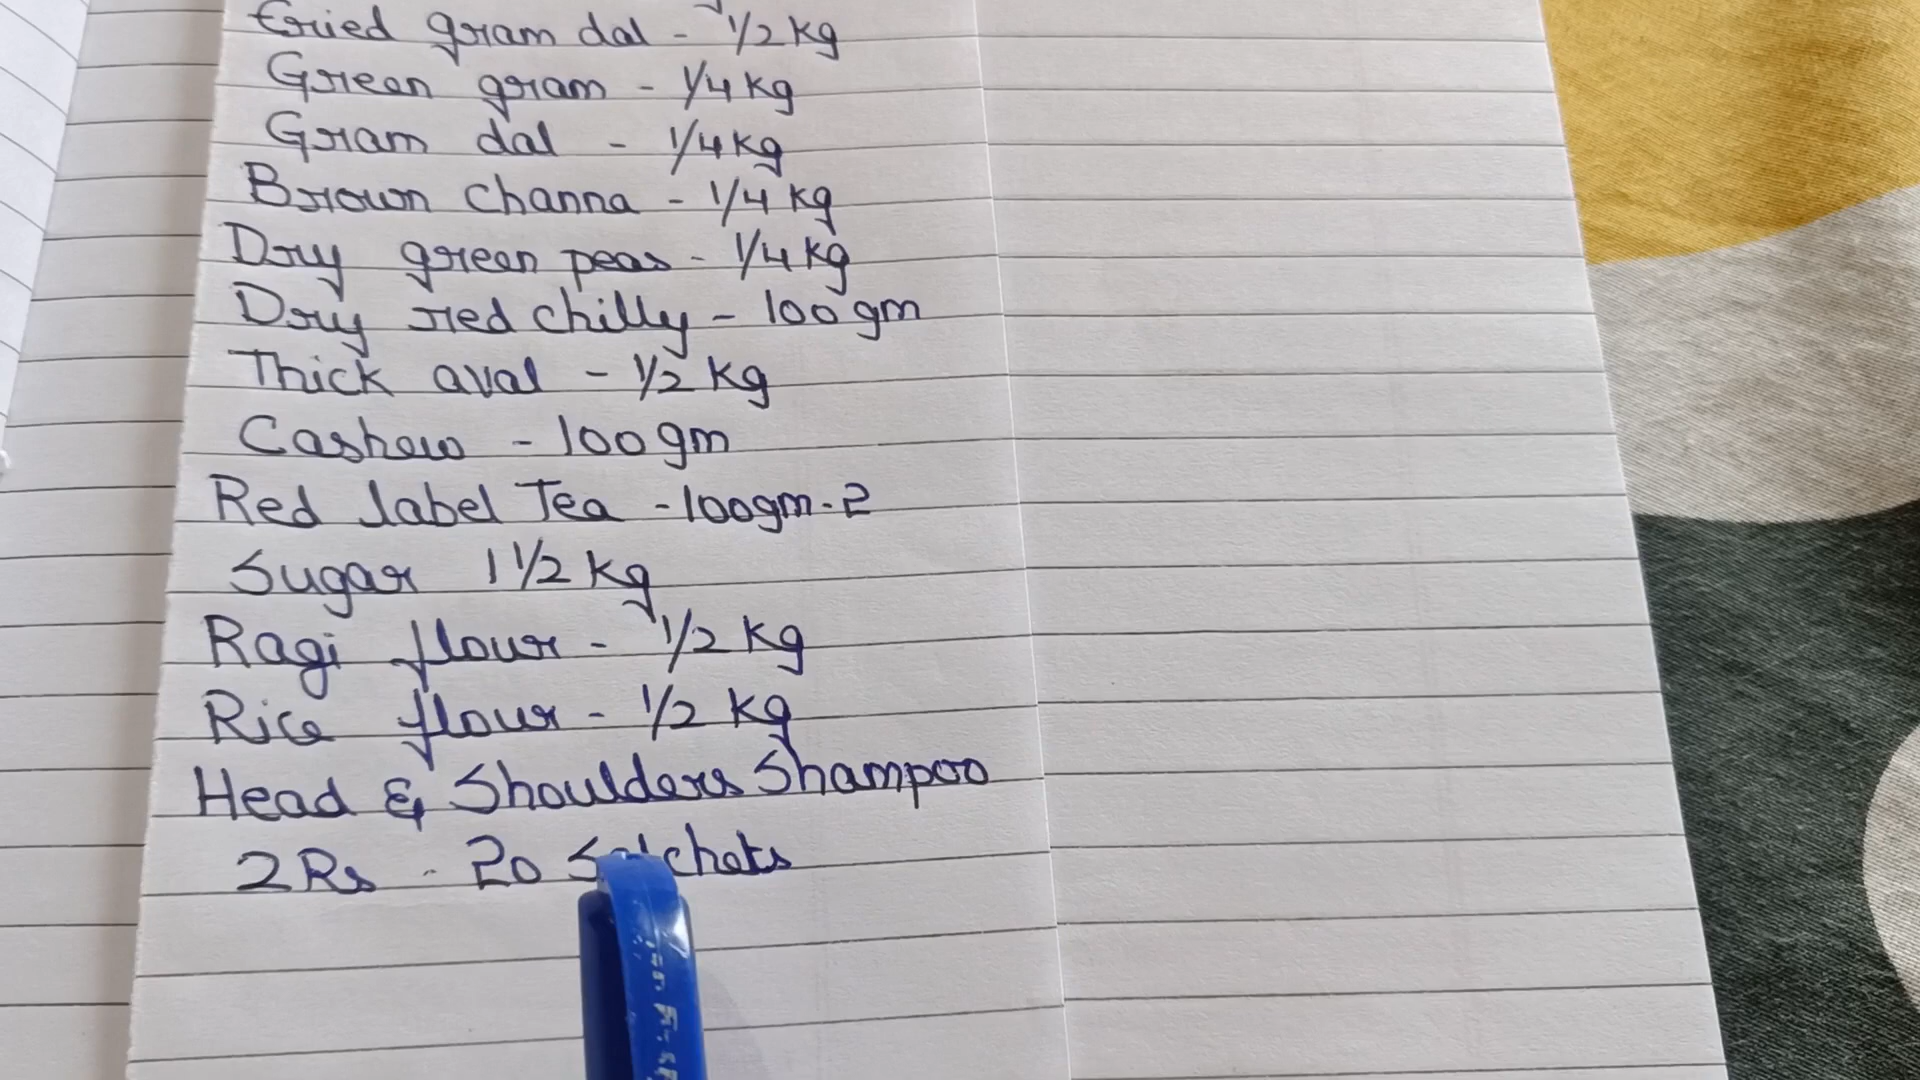 Fried gram dal - 1/2 kg
Green gram - 1/4 kg
Gram dal - 1/4 kg
Brown channa - 1/4 kg
Dry green peas - 1/4 kg
Dry red chilly - 100 gm
Thick aval - 1/2 kg
Cashew - 100 gm
Red label Tea - 100gm - 2
Sugar 1 1/2 kg
Ragi flour - 1/2 kg
Rice flour - 1/2 kg
Head & Shoulders Shampoo
2 Rs - 20